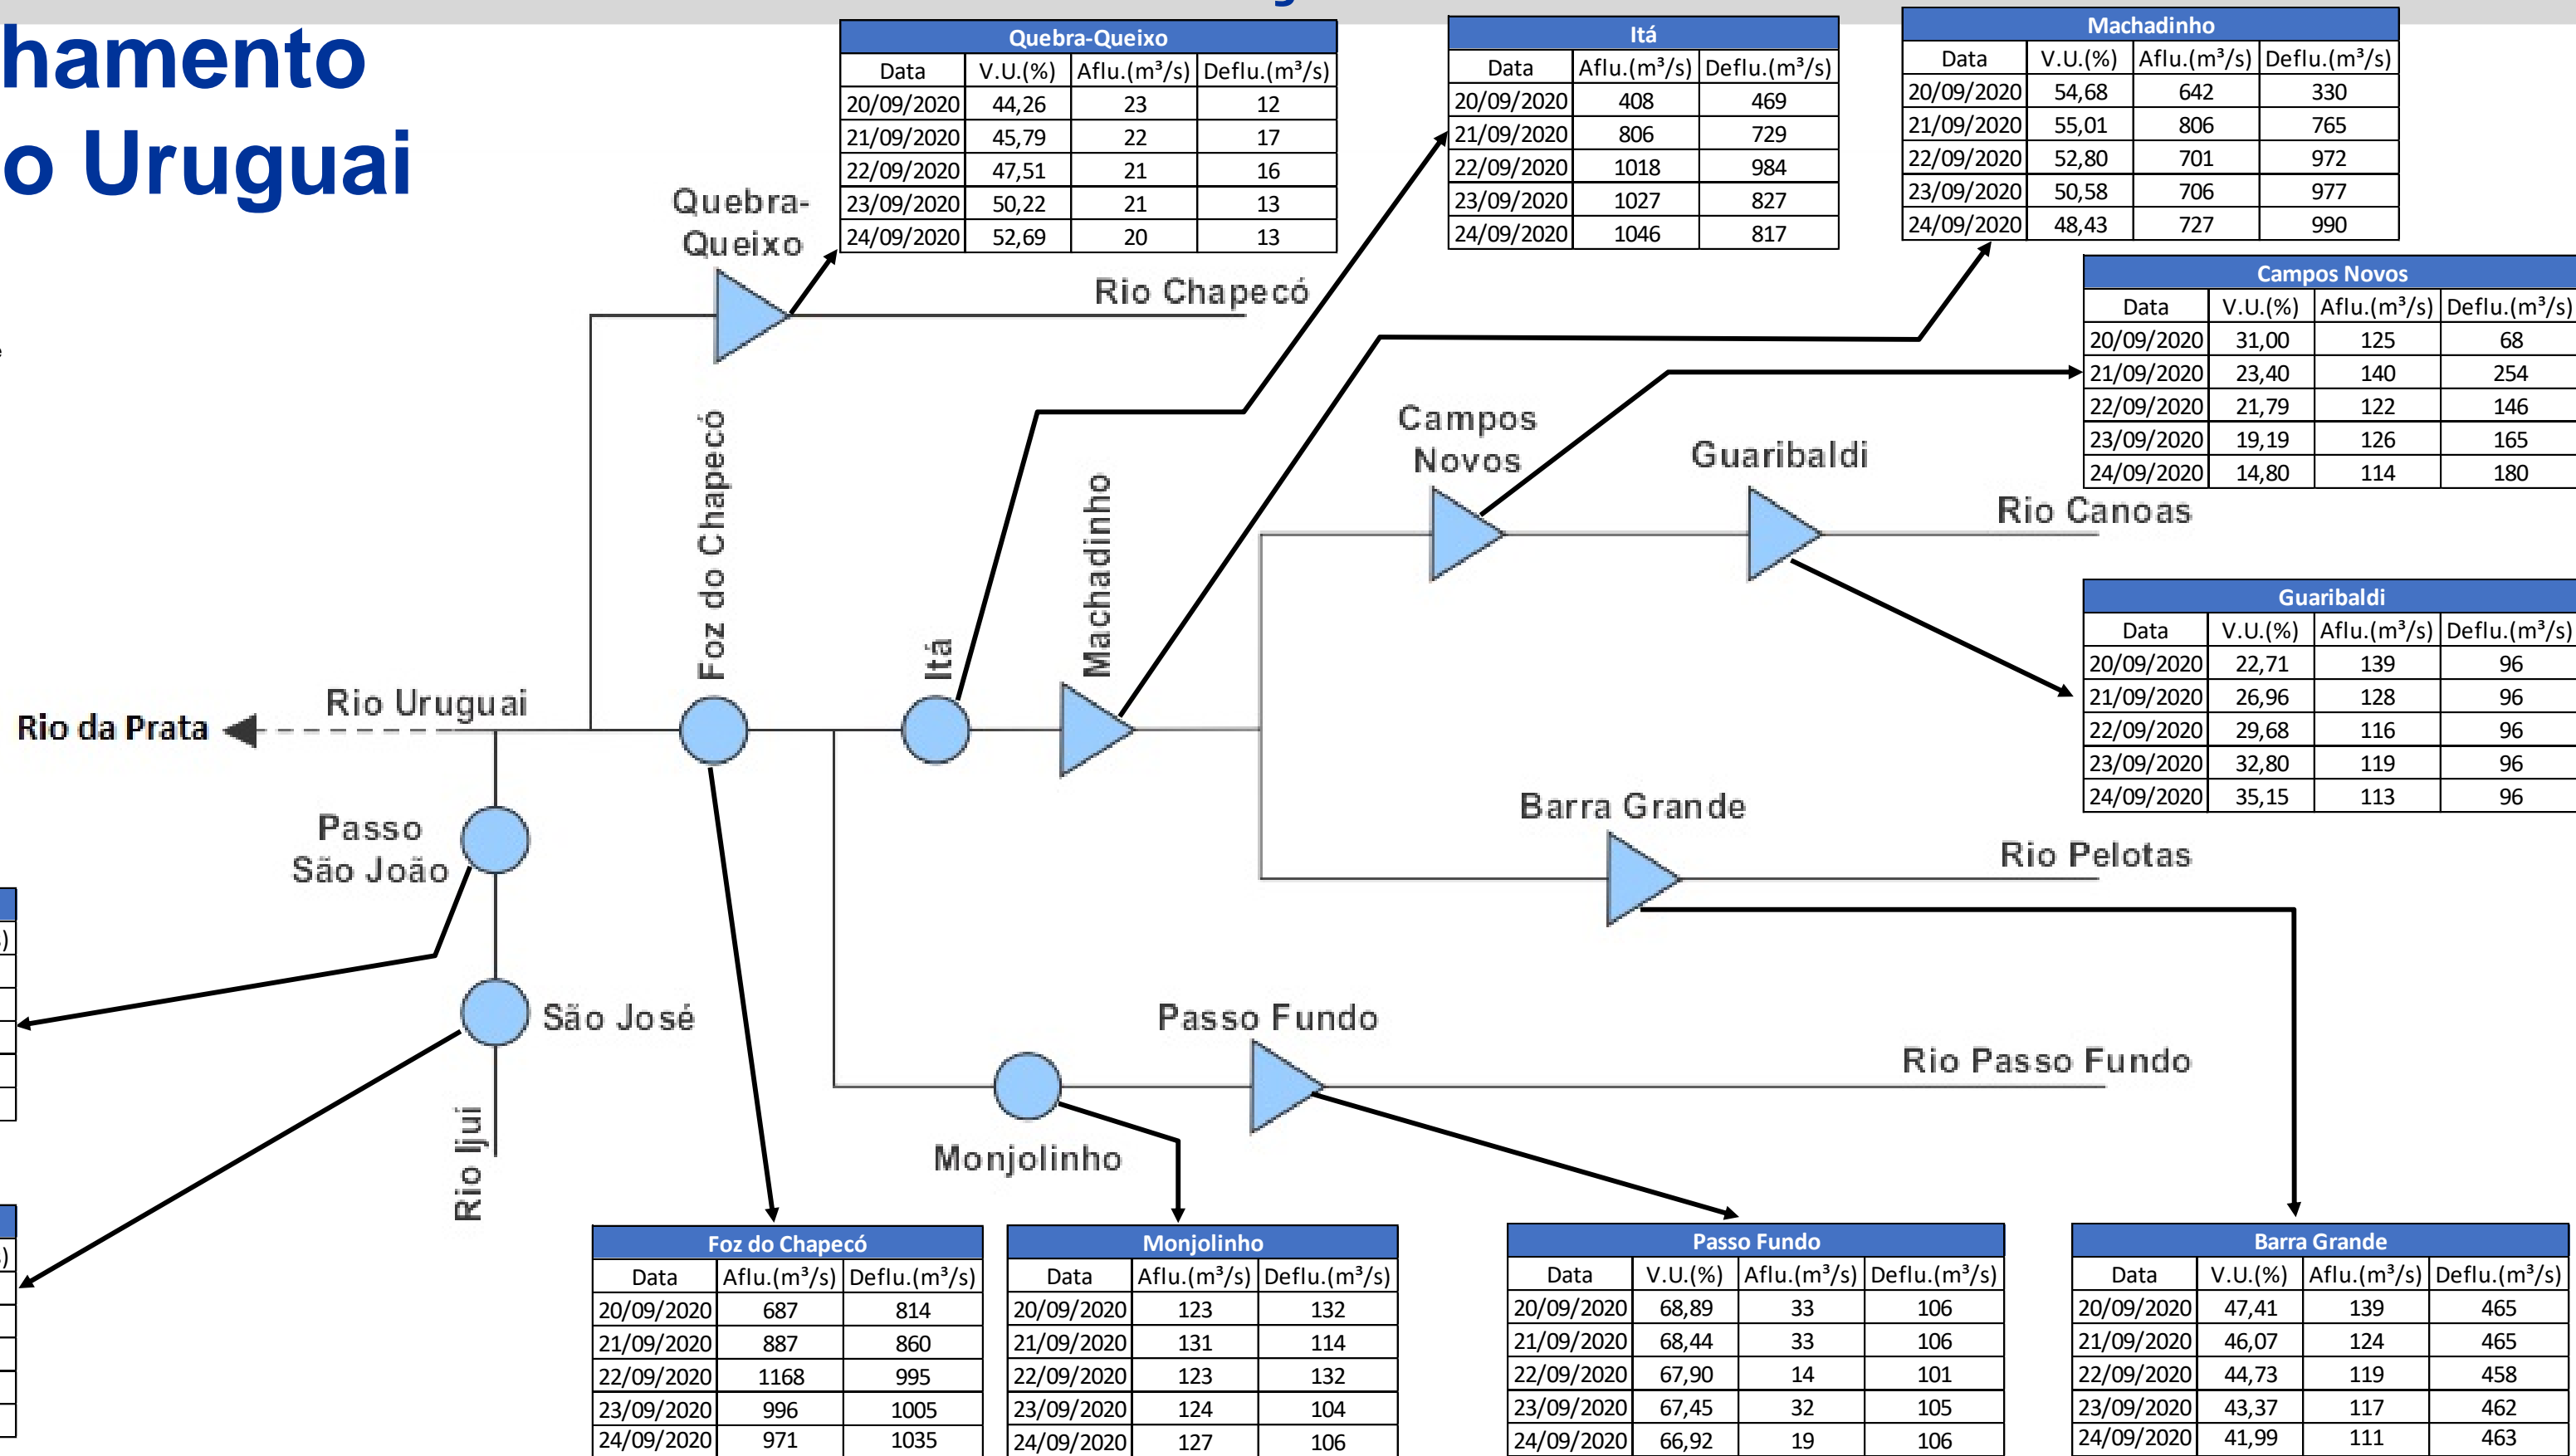 hamento
o Uruguai
Quebra-Queixo
Data V.U.(%) Aflu.(m³/s) Deflu.(m³/s)
20/09/2020 44,26 23 12
21/09/2020 45,79 22 17
22/09/2020 47,51 21 16
23/09/2020 50,22 21 13
24/09/2020 52,69 20 13
Itá
Data Aflu.(m³/s) Deflu.(m³/s)
20/09/2020 408 469
21/09/2020 806 729
22/09/2020 1018 984
23/09/2020 1027 827
24/09/2020 1046 817
Machadinho
Data V.U.(%) Aflu.(m³/s) Deflu.(m³/s)
20/09/2020 54,68 642 330
21/09/2020 55,01 806 765
22/09/2020 52,80 701 972
23/09/2020 50,58 706 977
24/09/2020 48,43 727 990
Campos Novos
Data V.U.(%) Aflu.(m³/s) Deflu.(m³/s)
20/09/2020 31,00 125 68
21/09/2020 23,40 140 254
22/09/2020 21,79 122 146
23/09/2020 19,19 126 165
24/09/2020 14,80 114 180
Quebra-
Queixo
Rio Chapecó
Foz do Chapecó
Itá
Machadinho
Campos
Novos
Guaribaldi
Rio Canoas
Guaribaldi
Data V.U.(%) Aflu.(m³/s) Deflu.(m³/s)
20/09/2020 22,71 139 96
21/09/2020 26,96 128 96
22/09/2020 29,68 116 96
23/09/2020 32,80 119 96
24/09/2020 35,15 113 96
Rio Uruguai
Rio da Prata
Passo
São João
Barra Grande
Rio Pelotas
São José
Passo Fundo
Rio Passo Fundo
Monjolinho
Rio Ijui
Foz do Chapecó
Data Aflu.(m³/s) Deflu.(m³/s)
20/09/2020 687 814
21/09/2020 887 860
22/09/2020 1168 995
23/09/2020 996 1005
24/09/2020 971 1035
Monjolinho
Data Aflu.(m³/s) Deflu.(m³/s)
20/09/2020 123 132
21/09/2020 131 114
22/09/2020 123 132
23/09/2020 124 104
24/09/2020 127 106
Passo Fundo
Data V.U.(%) Aflu.(m³/s) Deflu.(m³/s)
20/09/2020 68,89 33 106
21/09/2020 68,44 33 106
22/09/2020 67,90 14 101
23/09/2020 67,45 32 105
24/09/2020 66,92 19 106
Barra Grande
Data V.U.(%) Aflu.(m³/s) Deflu.(m³/s)
20/09/2020 47,41 139 465
21/09/2020 46,07 124 465
22/09/2020 44,73 119 458
23/09/2020 43,37 117 462
24/09/2020 41,99 111 463